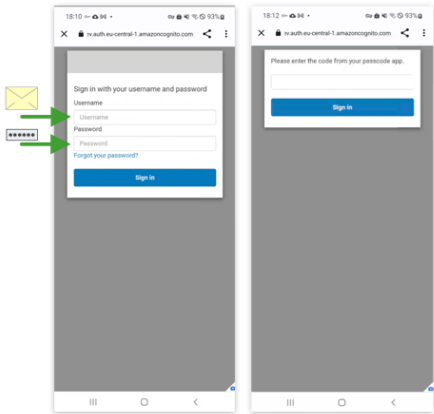 18:10
93%
rv.auth.eu-central-1.amazoncognito.com
Sign in with your username and password
Username
Username
Password
Password
Forgot your password?
Sign in
******
18:12
93%
rv.auth.eu-central-1.amazoncognito.com
Please enter the code from your passcode app.
Sign in